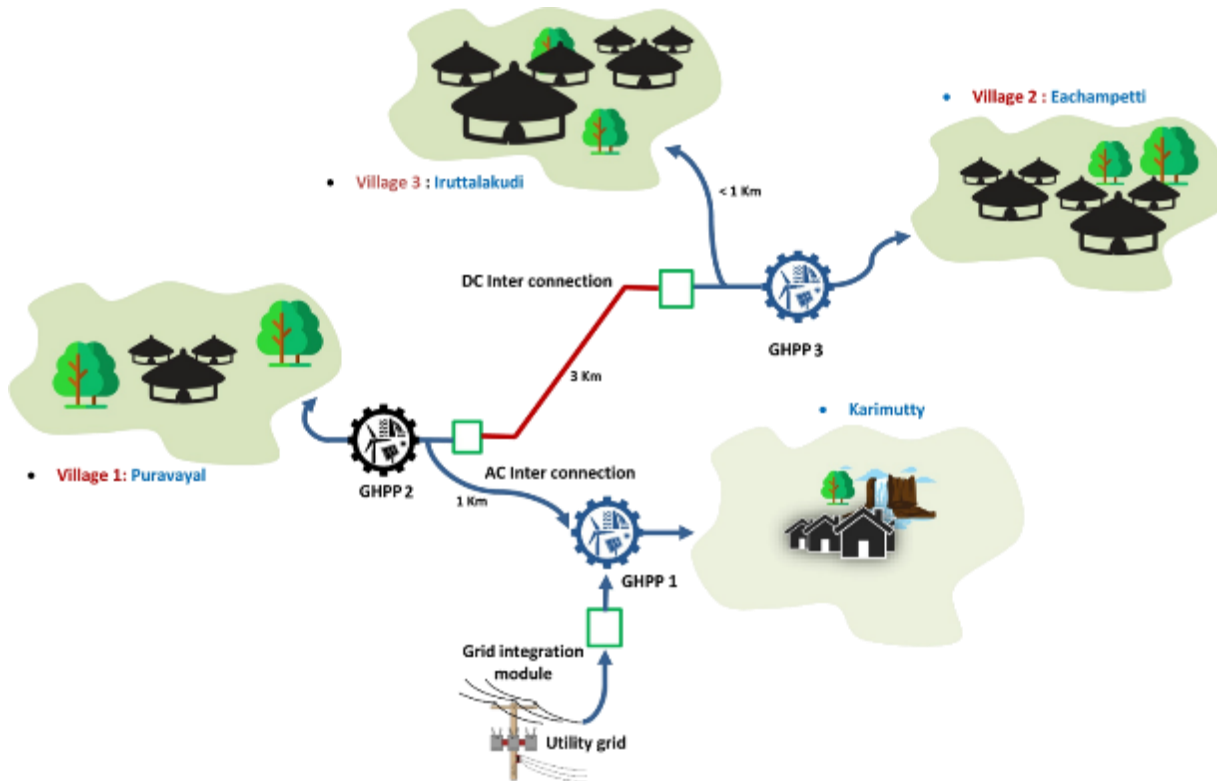 • Village 2 : Eachampetti
• Village 3 : Iruttalakudi
< 1 Km
DC Inter connection
GHPP 3
3 Km
• Karimutty
• Village 1: Puravayal
GHPP 2
AC Inter connection
1 Km
GHPP 1
Grid integration
module
Utility grid